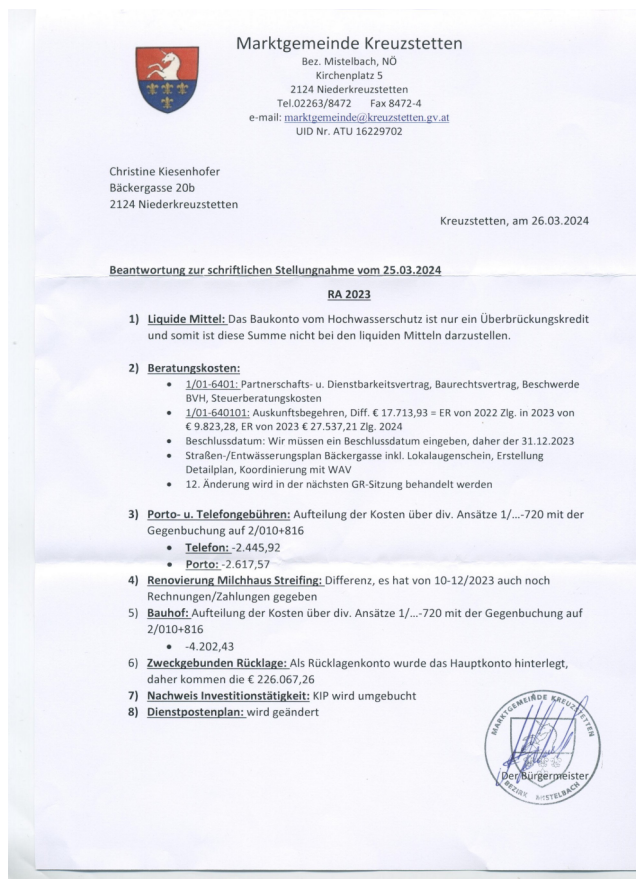 Marktgemeinde Kreuzstetten
Bez. Mistelbach, NÖ
Kirchenplatz 5
2124 Niederkreuzstetten
Tel.02263/8472 Fax 8472-4
e-mail: marktgemeinde@kreuzstetten.gv.at
UID Nr. ATU 16229702
Christine Kiesenhofer
Bäckergasse 20b
2124 Niederkreuzstetten
Kreuzstetten, am 26.03.2024
Beantwortung zur schriftlichen Stellungnahme vom 25.03.2024
RA 2023
1) Liquide Mittel: Das Baukonto vom Hochwasserschutz ist nur ein Überbrückungskredit
und somit ist diese Summe nicht bei den liquiden Mitteln darzustellen.
2) Beratungskosten:
• 1/01-6401: Partnerschafts- u. Dienstbarkeitsvertrag, Baurechtsvertrag, Beschwerde
BVH, Steuerberatungskosten
• 1/01-640101: Auskunftsbegehren, Diff. € 17.713,93 = ER von 2022 Zlg. in 2023 von
€ 9.823,28, ER von 2023 € 27.537,21 Zlg. 2024
• Beschlussdatum: Wir müssen ein Beschlussdatum eingeben, daher der 31.12.2023
• Straßen-/Entwässerungsplan Bäckergasse inkl. Lokalaugenschein, Erstellung
Detailplan, Koordinierung mit WAV
• 12. Änderung wird in der nächsten GR-Sitzung behandelt werden
3) Porto- u. Telefongebühren: Aufteilung der Kosten über div. Ansätze 1/...-720 mit der
Gegenbuchung auf 2/010+816
• Telefon: -2.445,92
• Porto: -2.617,57
4) Renovierung Milchhaus Streifing: Differenz, es hat von 10-12/2023 auch noch
Rechnungen/Zahlungen gegeben
5) Bauhof: Aufteilung der Kosten über div. Ansätze 1/...-720 mit der Gegenbuchung auf
2/010+816
• -4.202,43
6) Zweckgebunden Rücklage: Als Rücklagenkonto wurde das Hauptkonto hinterlegt,
daher kommen die € 226.067,26
7) Nachweis Investitionstätigkeit: KIP wird umgebucht
8) Dienstpostenplan: wird geändert
MARKTGEMEINDE KREUZSTETTEN
Der Bürgermeister
BEZIRK MISTELBACH